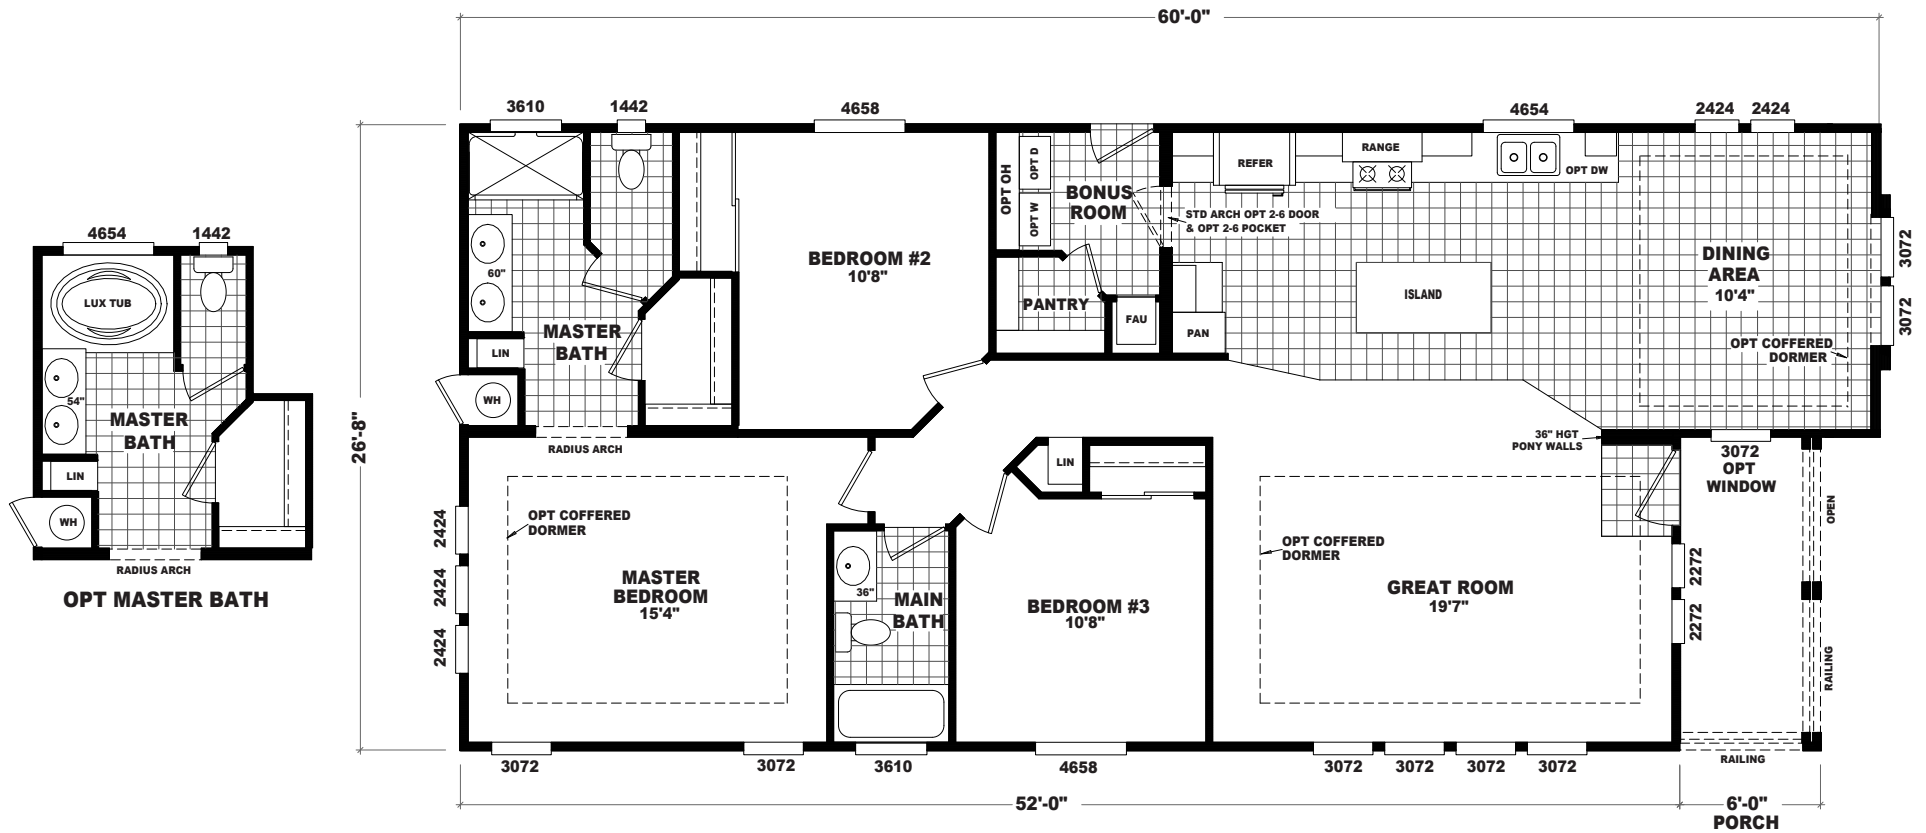 60'-0"
3610
1442
4658
4654
2424
2424
OPT OH
OPT D
OPT W
BONUS
ROOM
REFER
RANGE
OPT DW
STD ARCH OPT 2-6 DOOR
& OPT 2-6 POCKET
BEDROOM #2
10'8"
60"
MASTER
BATH
LIN
WH
RADIUS ARCH
PANTRY
FAU
PAN
ISLAND
DINING
AREA
10'4"
3072
3072
OPT COFFERED
DORMER
4654
1442
LUX TUB
54"
MASTER
BATH
LIN
WH
RADIUS ARCH
OPT MASTER BATH
26'-8"
36" HGT
PONY WALLS
3072
OPT
WINDOW
LIN
OPEN
2424
2424
2424
OPT COFFERED
DORMER
MASTER
BEDROOM
15'4"
36"
MAIN
BATH
BEDROOM #3
10'8"
OPT COFFERED
DORMER
GREAT ROOM
19'7"
2272
2272
RAILING
RAILING
3072
3072
3610
4658
3072
3072
3072
3072
52'-0"
6'-0"
PORCH